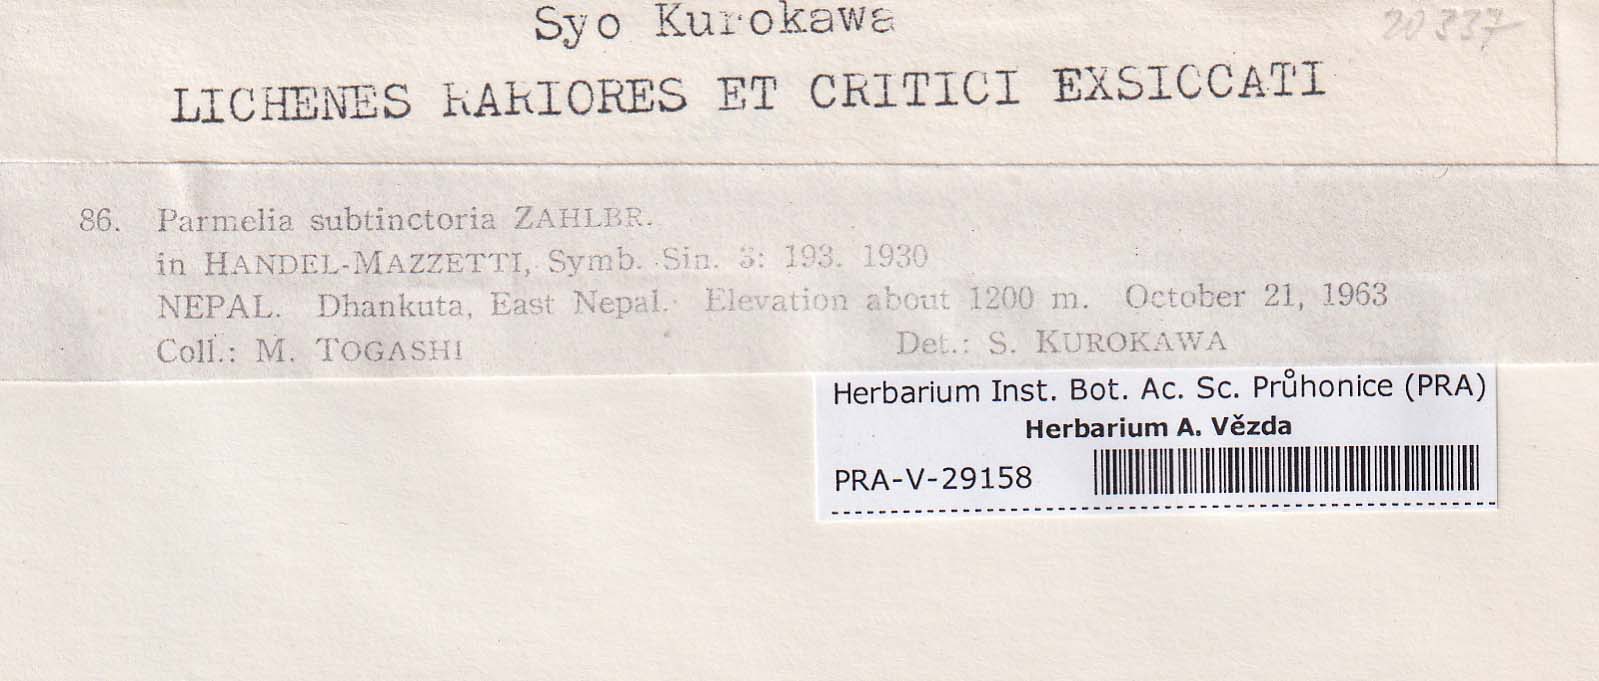 Syo Kurokawa
20337
LICHENES RARIORES ET CRITICI EXSICCATI
86. Parmelia subtinctoria ZAHLBR.
in HANDEL-MAZZETTI, Symb. Sin. 3: 193. 1930
NEPAL. Dhankuta, East Nepal. Elevation about 1200 m. October 21, 1963
Coll.: M. TOGASHI Det.: S. KUROKAWA
Herbarium Inst. Bot. Ac. Sc. Průhonice (PRA)
Herbarium A. Vězda
PRA-V-29158